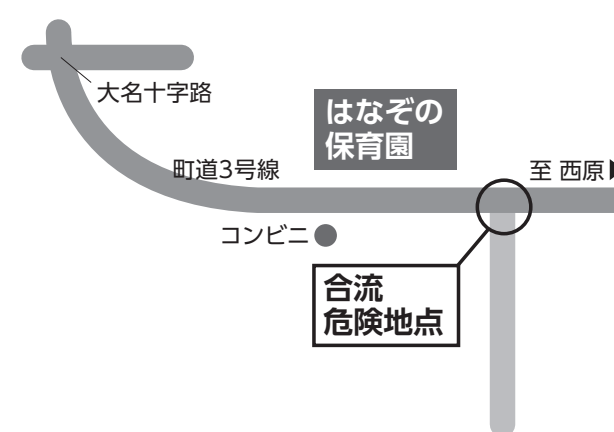 大名十字路
はなぞの
保育園
町道3号線
至 西原▶
コンビニ
合流
危険地点